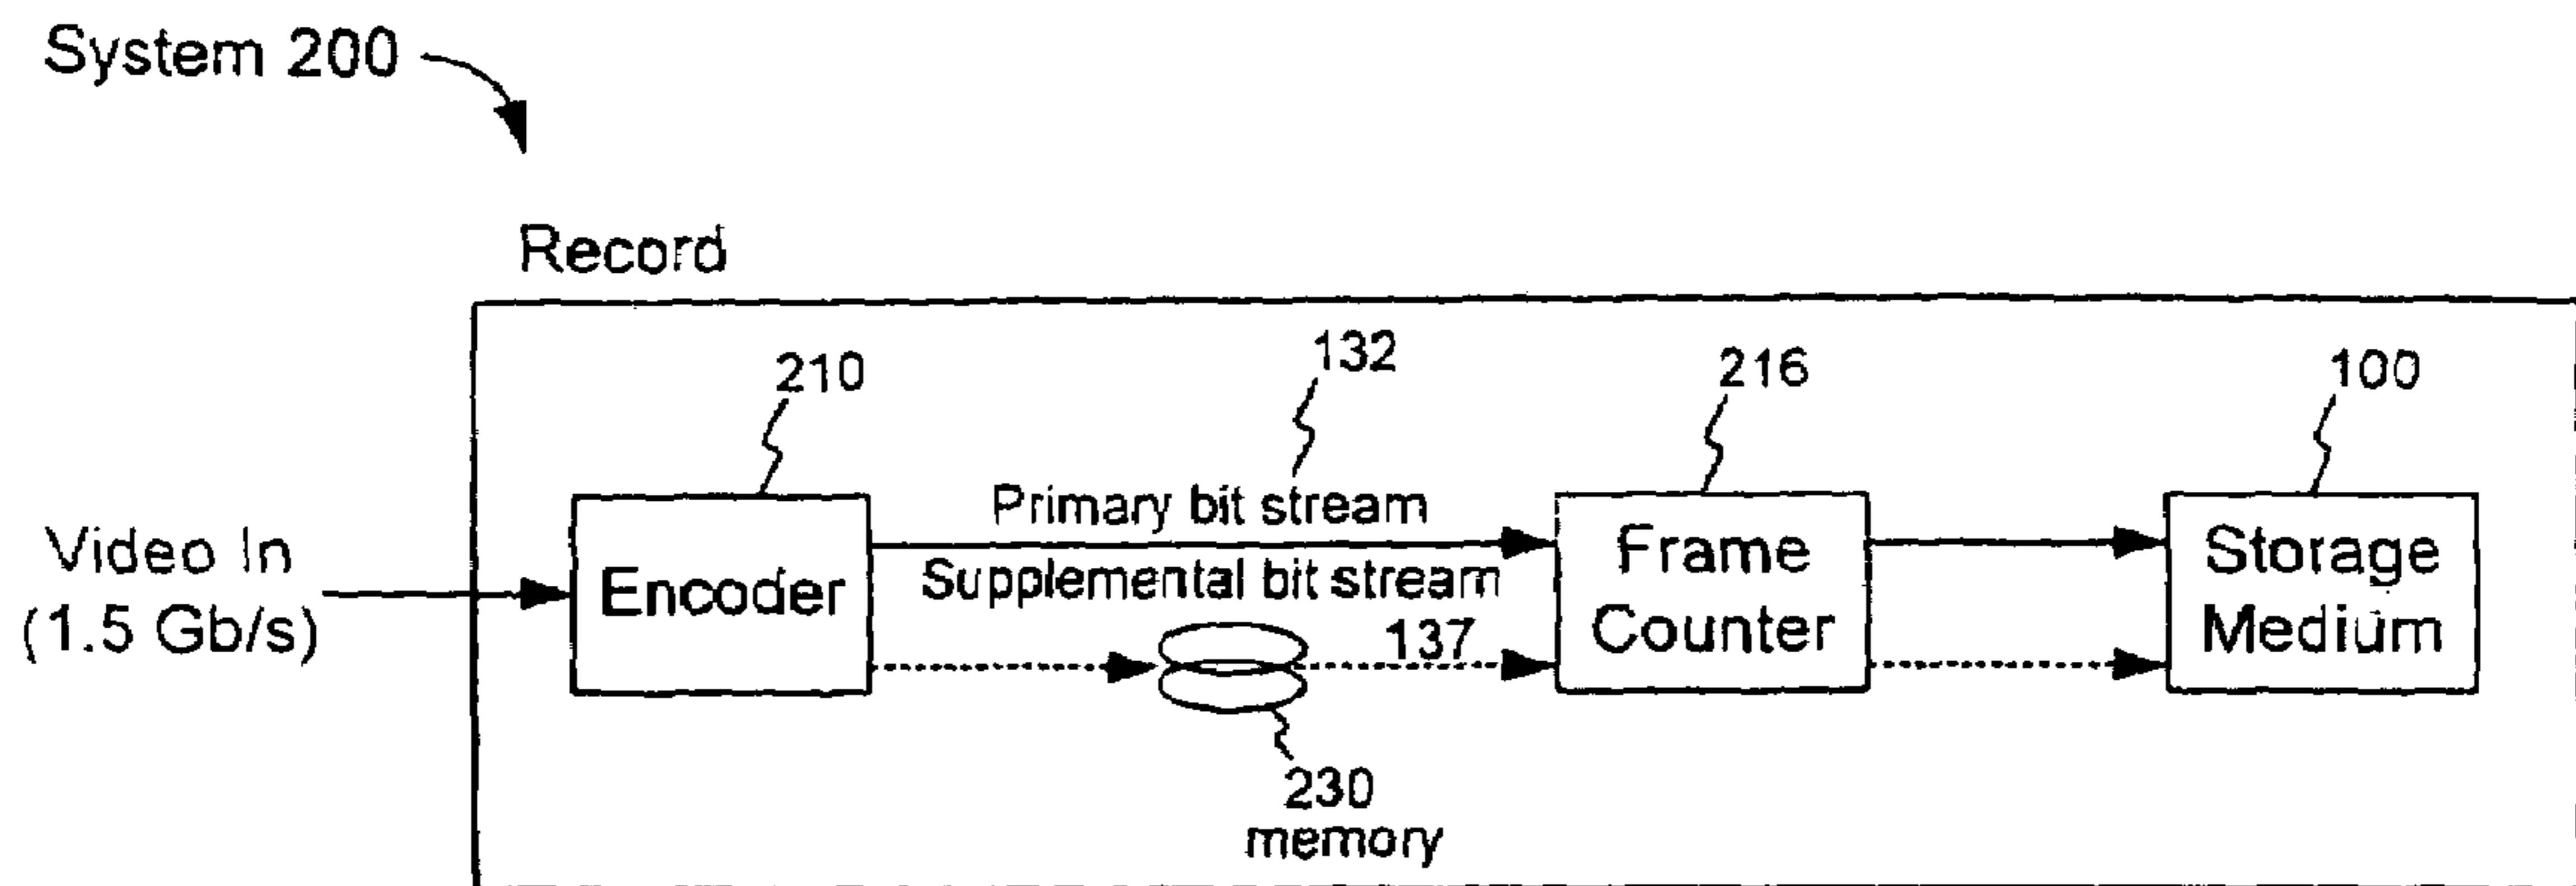 System 200
Record
210
132
216
100
Video In
(1.5 Gb/s)
Encoder
Primary bit stream
Supplemental bit stream
137
Frame
Counter
Storage
Medium
230
memory